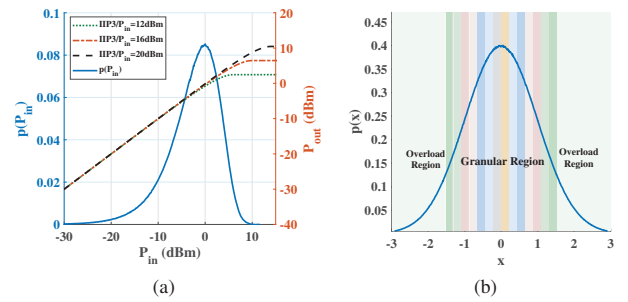 0.1
0.08
0.06
0.04
0.02
0
p(P_in)
IIP3/P_in=12dBm
IIP3/P_in=16dBm
IIP3/P_in=20dBm
p(P_in)
20
10
0
-10
-20
-30
-40
P_out (dBm)
-30 -20 -10 0 10
P_in (dBm)
(a)
0.45
0.4
0.35
0.3
0.25
0.2
0.15
0.1
0.05
p(x)
Overload
Region
Granular Region
Overload
Region
-3 -2 -1 0 1 2 3
x
(b)